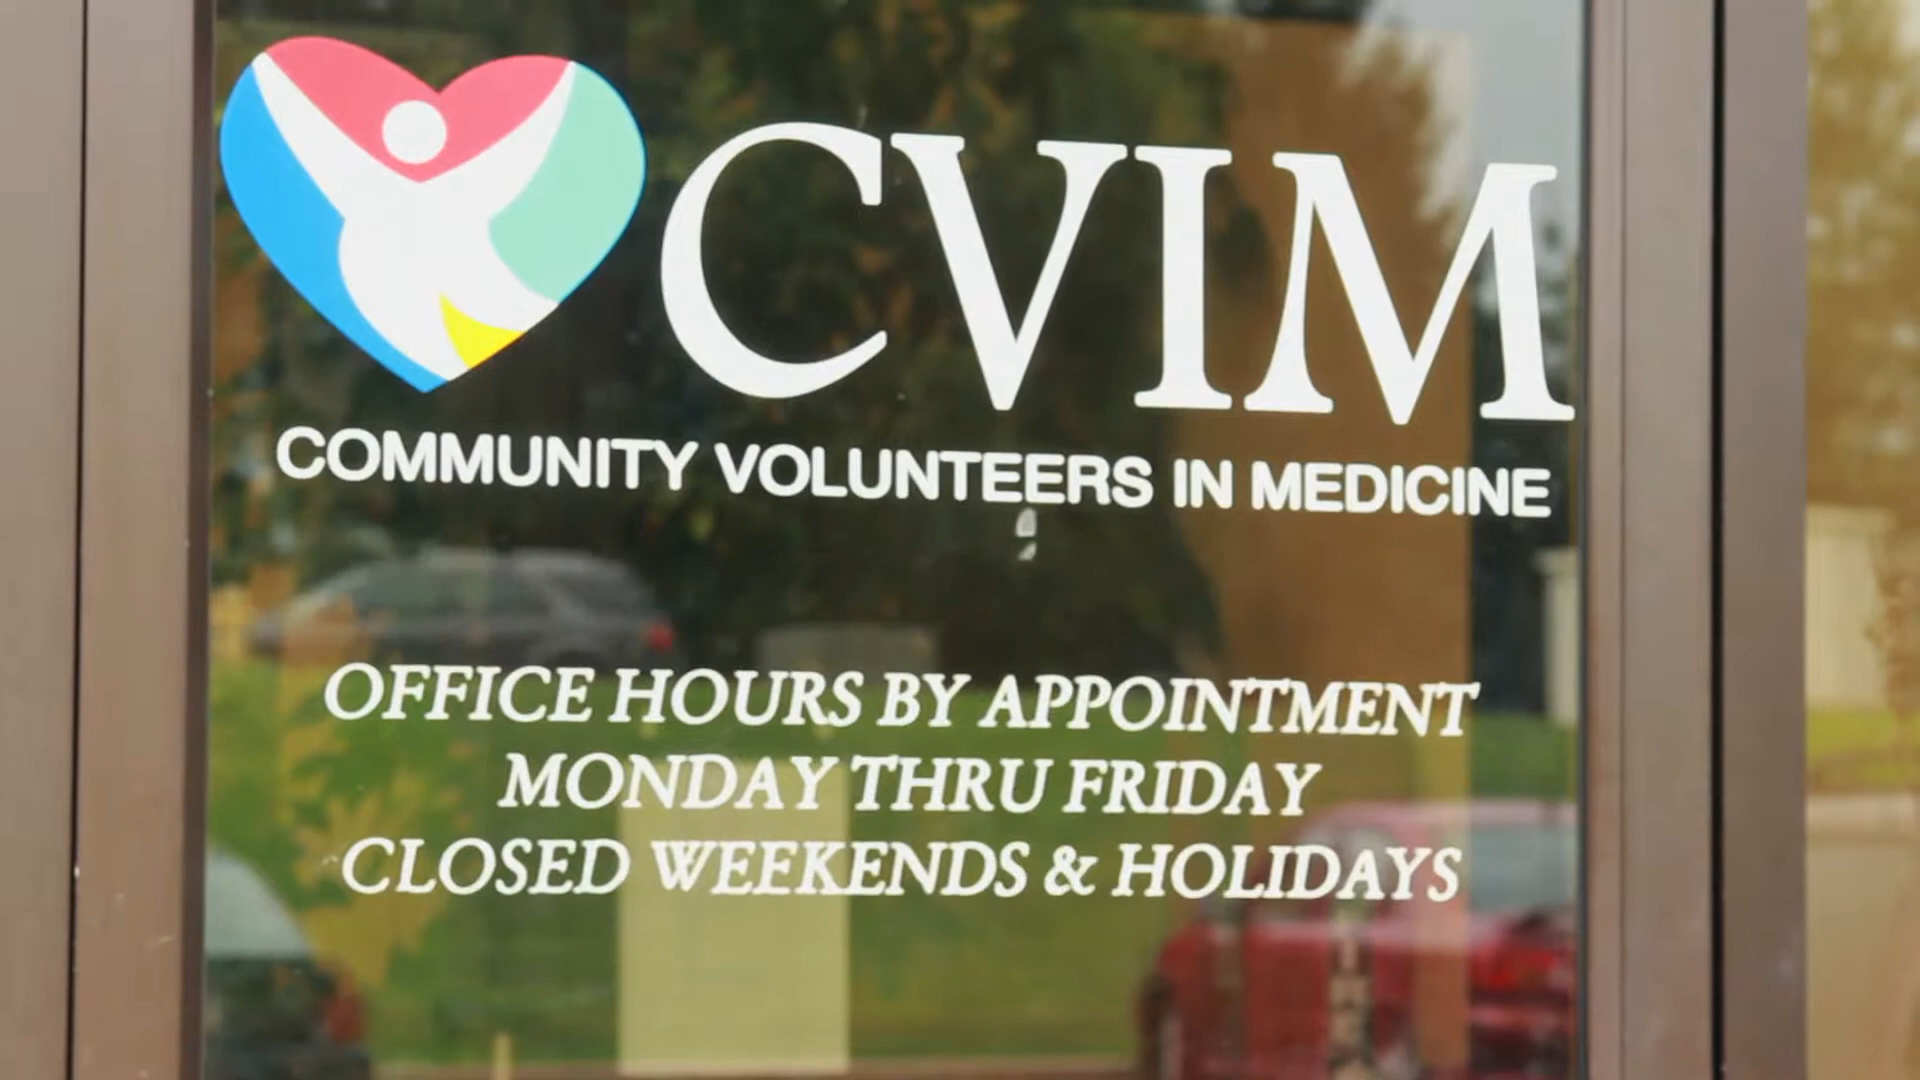 CVIM
COMMUNITY VOLUNTEERS IN MEDICINE
OFFICE HOURS BY APPOINTMENT
MONDAY THRU FRIDAY
CLOSED WEEKENDS & HOLIDAYS